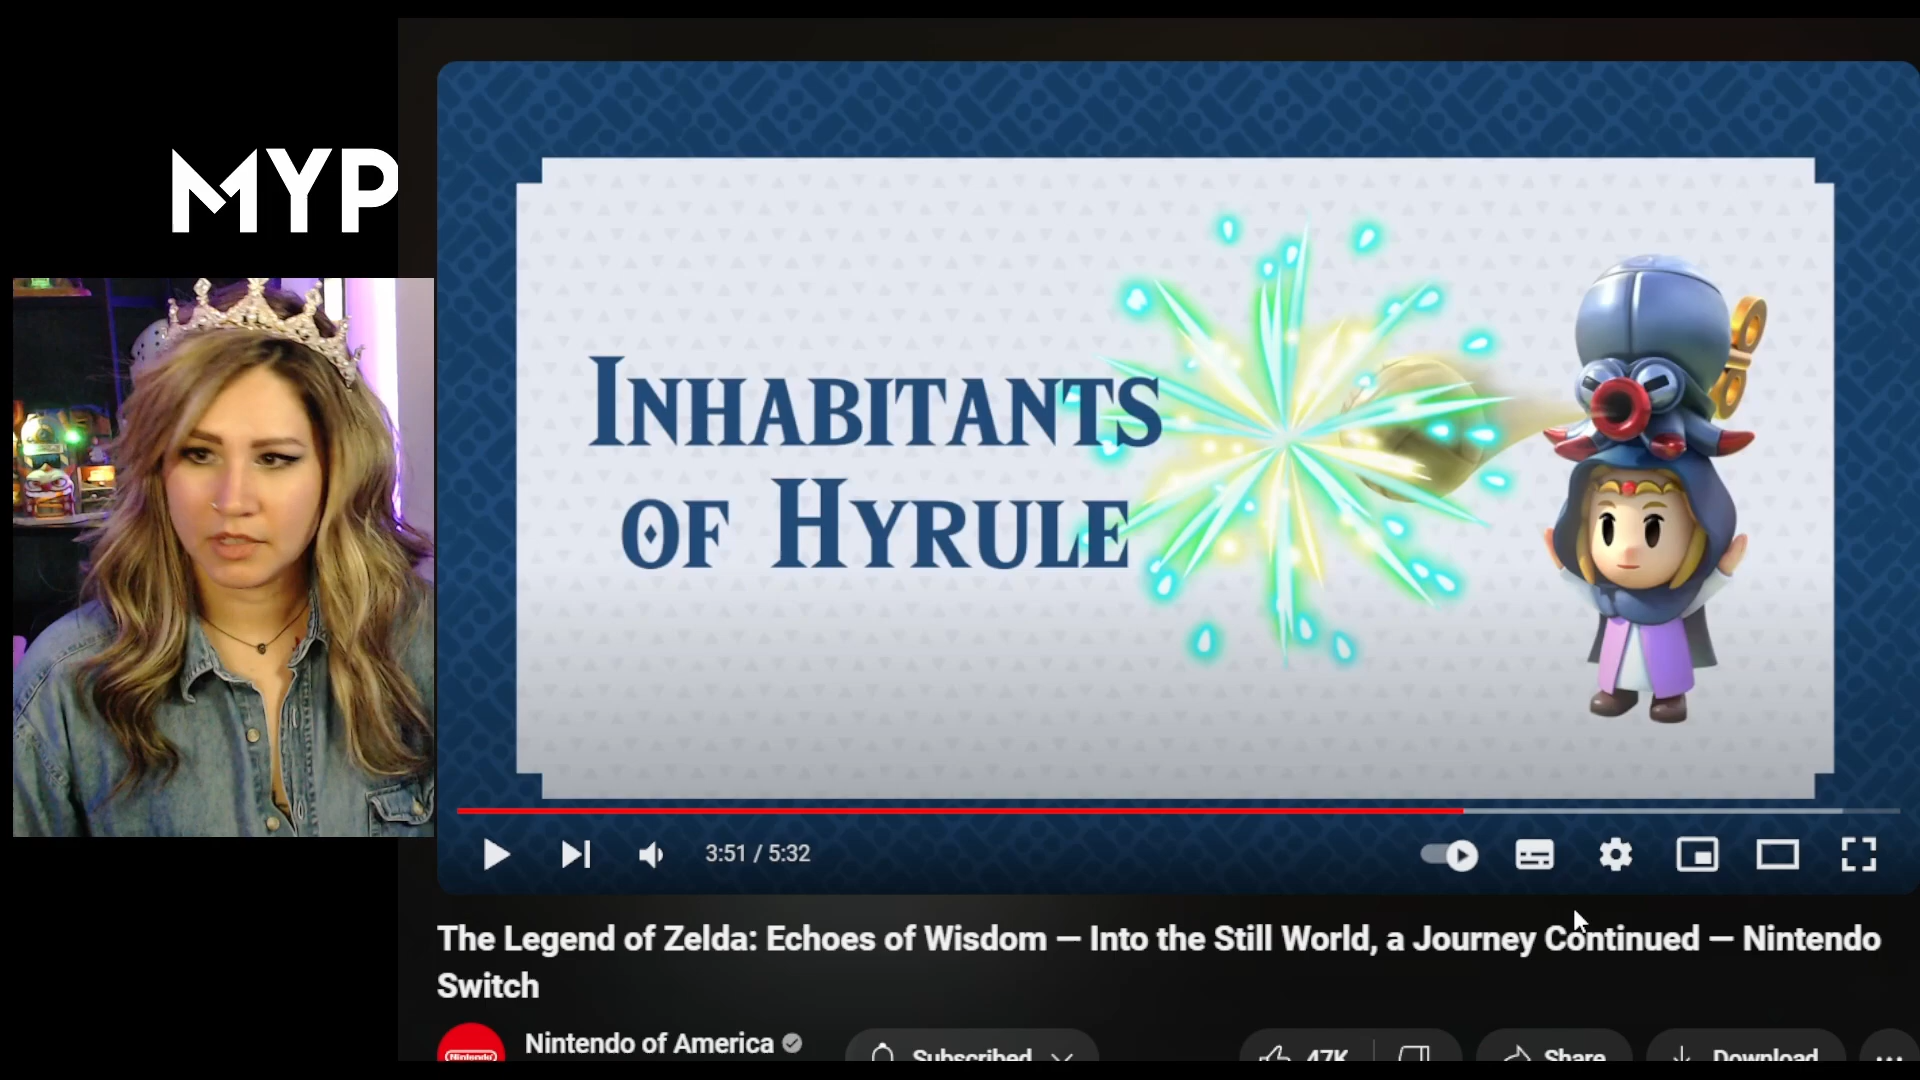 MYP
INHABITANTS
OF HYRULE
3:51 / 5:32
The Legend of Zelda: Echoes of Wisdom — Into the Still World, a Journey Continued — Nintendo
Switch
Nintendo
Nintendo of America
Subscribed
47K
Share
Download